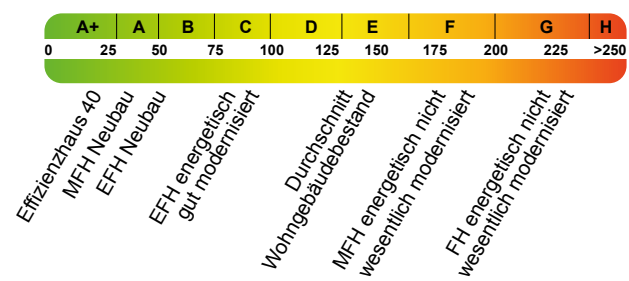 A+ A B C D E F G H
0 25 50 75 100 125 150 175 200 225 >250
Effizienzhaus 40
MFH Neubau
EFH Neubau
EFH energetisch
gut modernisiert
Durchschnitt
Wohngebäudebestand
MFH energetisch nicht
wesentlich modernisiert
EFH energetisch nicht
wesentlich modernisiert